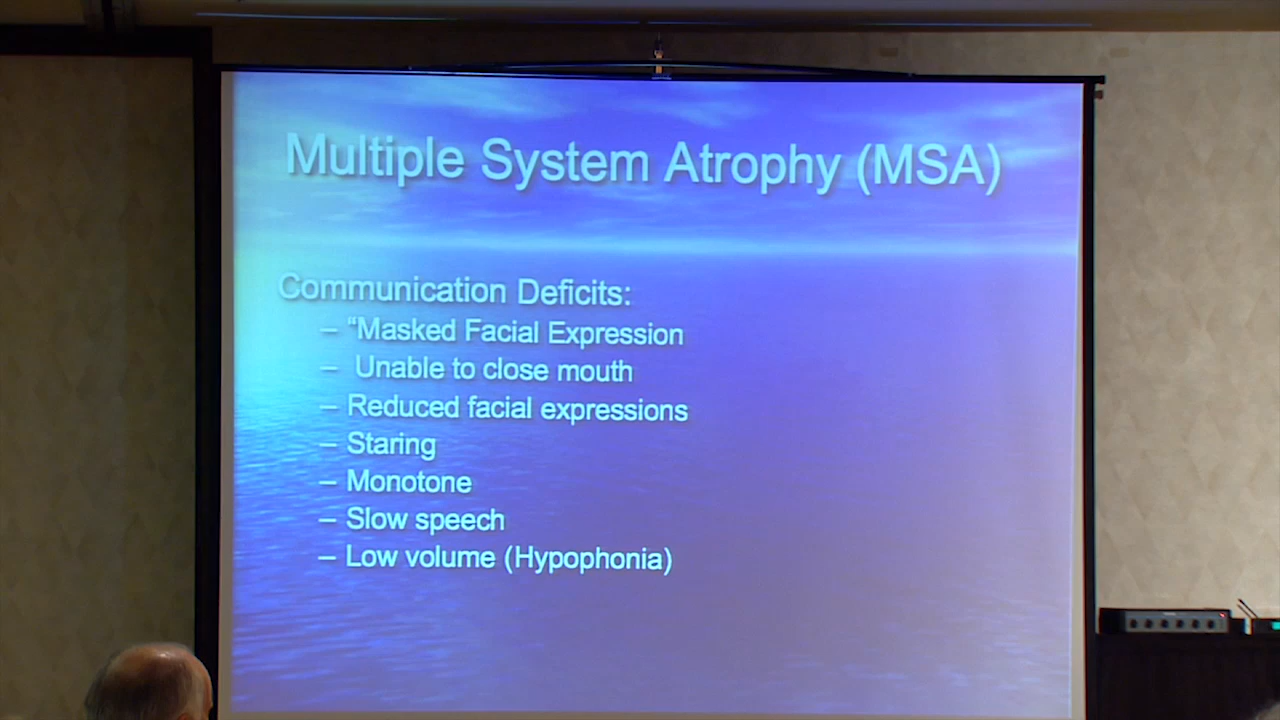 Multiple System Atrophy (MSA)
Communication Deficits:
– “Masked Facial Expression
– Unable to close mouth
– Reduced facial expressions
– Staring
– Monotone
– Slow speech
– Low volume (Hypophonia)